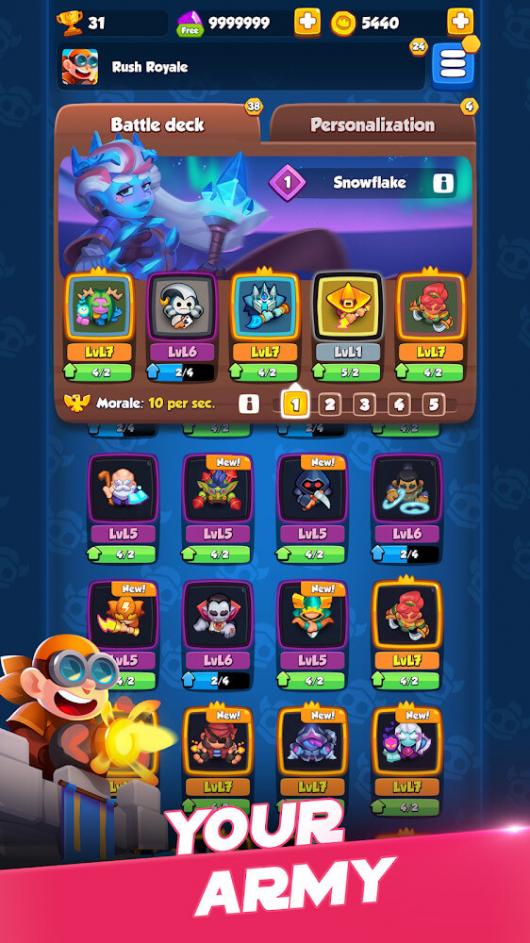 31
Free 9999999
5440
24
Rush Royale
38
4
Battle deck
Personalization
1 Snowflake i
LvL7 LvL6 LvL7 LvL1 LvL7
4/2 2/4 4/2 5/2 4/2
Morale: 10 per sec. i 1 2 3 4 5
2/4 4/2
New! New!
LvL5 LvL5 LvL5 LvL6
4/2 4/2 4/2 2/4
New! New!
LvL5 LvL6 LvL5 LvL7
4/2 2/4 4/2 4/2
New! New! New!
LvL7 LvL7 LvL7
4/2 4/2 4/2
YOUR
ARMY